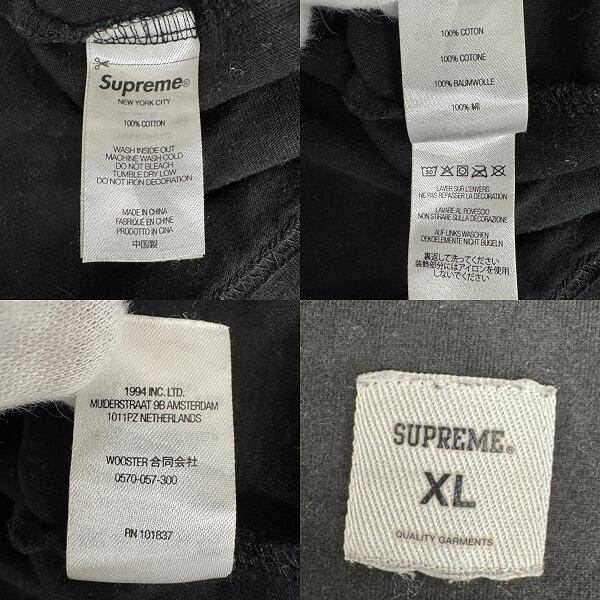 Supreme®
NEW YORK CITY
100% COTTON
WASH INSIDE OUT
MACHINE WASH COLD
DO NOT BLEACH
TUMBLE DRY LOW
DO NOT IRON DECORATION
MADE IN CHINA
FABRIQUÉ EN CHINE
PRODOTTO IN CINA
中国製
100% COTON
100% COTONE
100% BAUMWOLLE
100% 綿
LAVER SUR L'ENVERS
NE PAS REPASSER LA DÉCORATION
LAVARE AL ROVESCIO
NON STIRARE SULLA DECORAZIONE
AUF LINKS WASCHEN
DEKOELEMENTE NICHT BÜGELN
裏返して洗ってください
装飾部分にはアイロンを使用
しないでください
1994 INC. LTD.
MUIDERSTRAAT 9B AMSTERDAM
1011PZ NETHERLANDS
WOOSTER 合同会社
0570-057-300
RN 101837
SUPREME®
XL
QUALITY GARMENTS